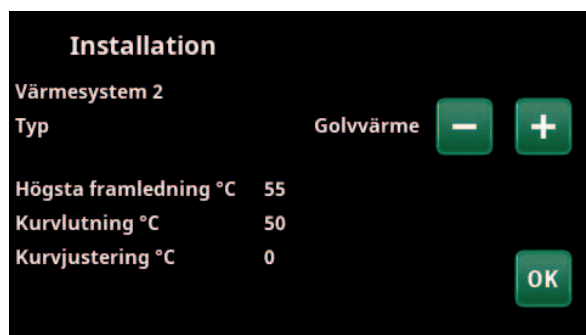 Installation
Värmesystem 2
Typ Golvvärme − +
Högsta framledning °C 55
Kurvlutning °C 50
Kurvjustering °C 0
OK